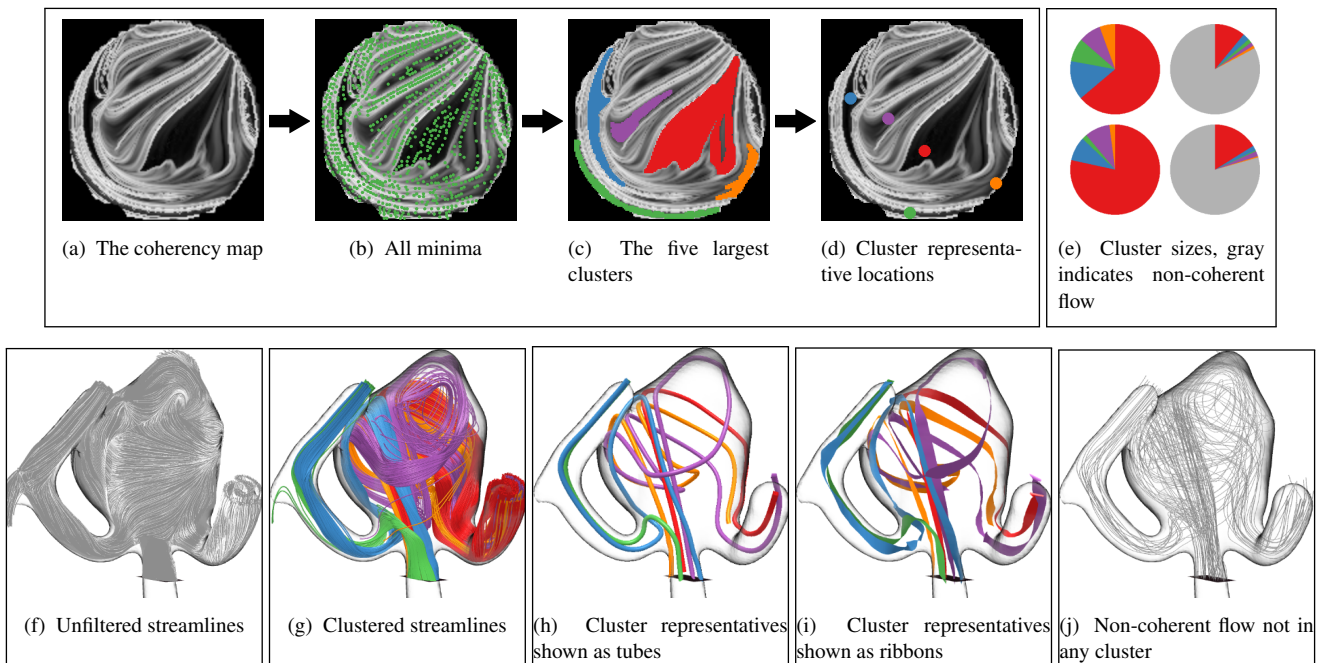 (a) The coherency map
(b) All minima
(c) The five largest
clusters
(d) Cluster representa-
tive locations
(e) Cluster sizes, gray
indicates non-coherent
flow
(f) Unfiltered streamlines
(g) Clustered streamlines
(h) Cluster representatives
shown as tubes
(i) Cluster representatives
shown as ribbons
(j) Non-coherent flow not in
any cluster